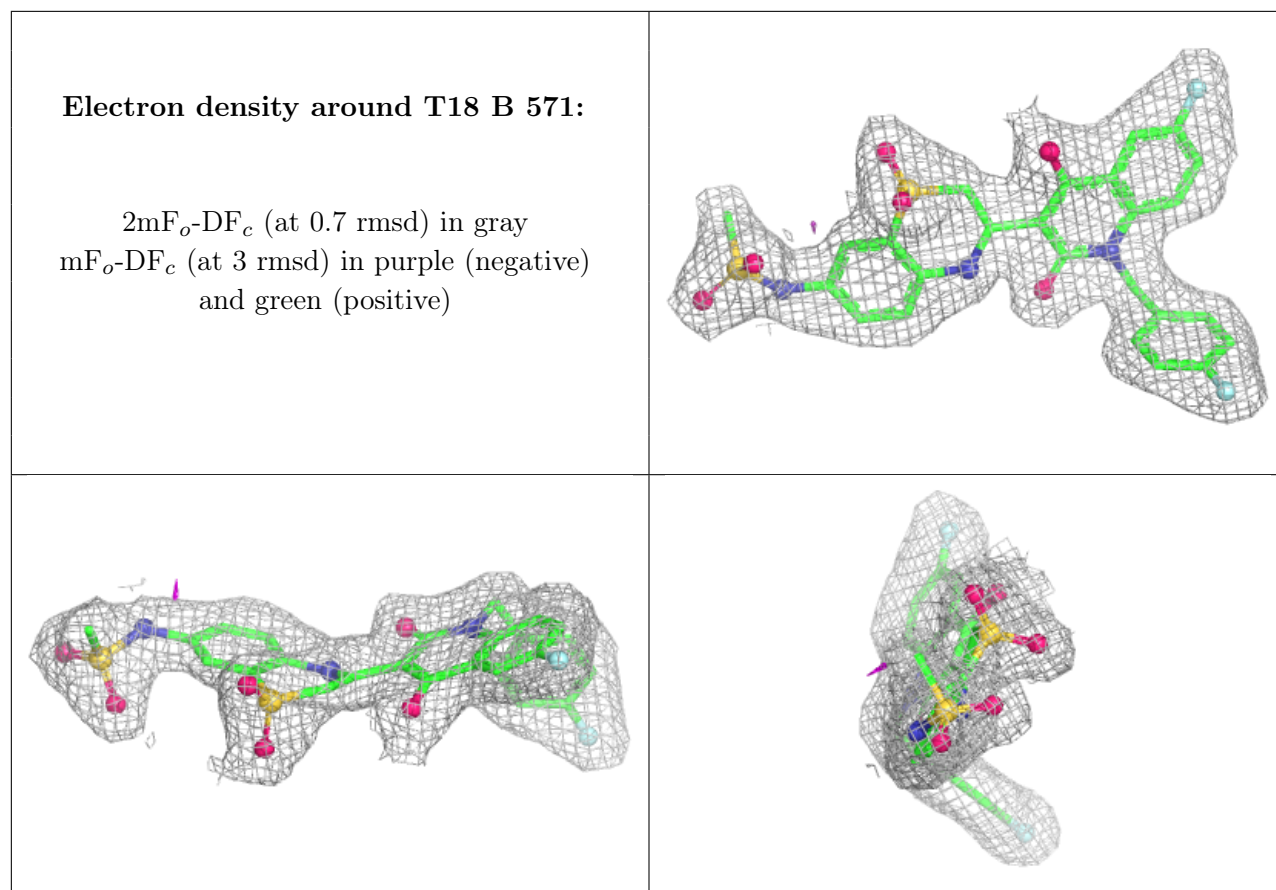 Electron density around T18 B 571:
2mFo-DFc (at 0.7 rmsd) in gray
mFo-DFc (at 3 rmsd) in purple (negative)
and green (positive)